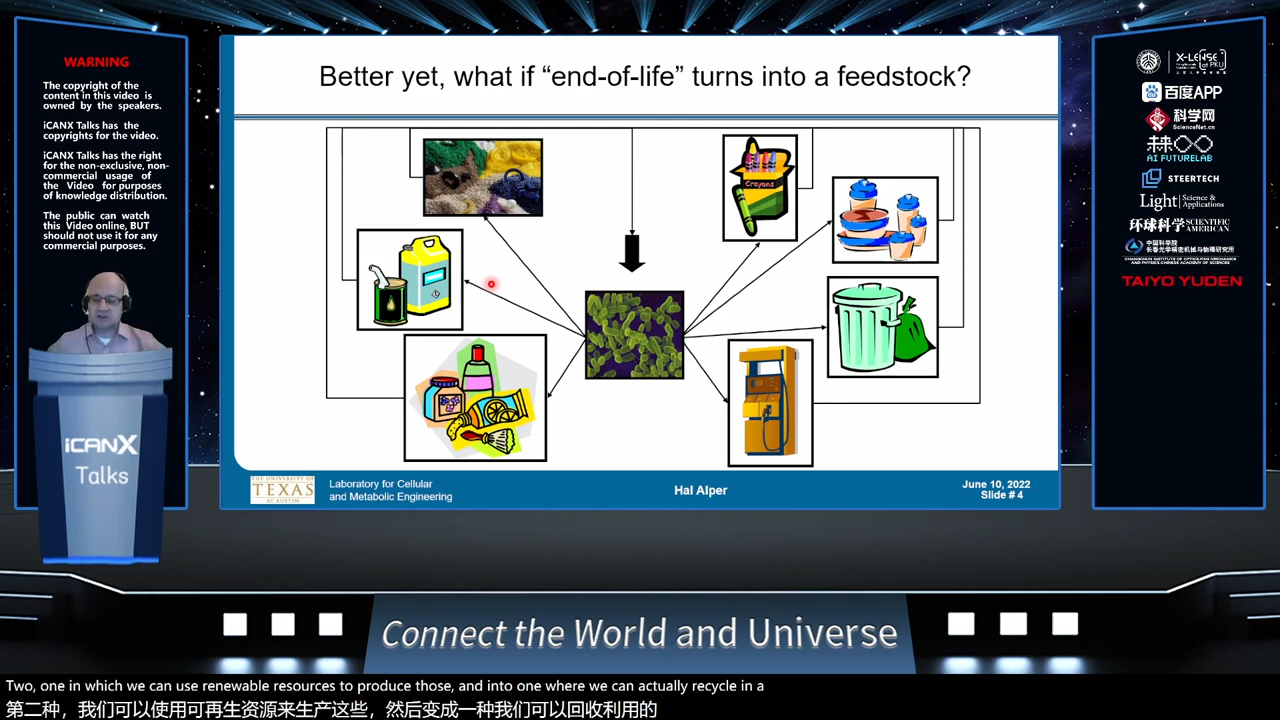 WARNING
The copyright of the
content in this video is
owned by the speakers.
iCANX Talks has the
copyrights for the video.
iCANX Talks has the right
for the non-exclusive, non-
commercial usage of
the Video for purposes
of knowledge distribution.
The public can watch
this Video online, BUT
should not use it for any
commercial purposes.
iCANX
Talks
Better yet, what if “end-of-life” turns into a feedstock?
Crayons
THE UNIVERSITY OF
TEXAS
AT AUSTIN
Laboratory for Cellular
and Metabolic Engineering
Hal Alper
June 10, 2022
Slide # 4
X-LENSE
at PKU
百度APP
科学网
ScienceNet.cn
未来
AI FUTURELAB
STEERTECH
Light Science &
Applications
环球科学 SCIENTIFIC
AMERICAN
中国科学院
长春光学精密机械与物理研究所
CHANGCHUN INSTITUTE OF OPTICS,FINE MECHANICS
AND PHYSICS,CHINESE ACADEMY OF SCIENCES
TAIYO YUDEN
Connect the World and Universe
Two, one in which we can use renewable resources to produce those, and into one where we can actually recycle in a
第二种，我们可以使用可再生资源来生产这些，然后变成一种我们可以回收利用的